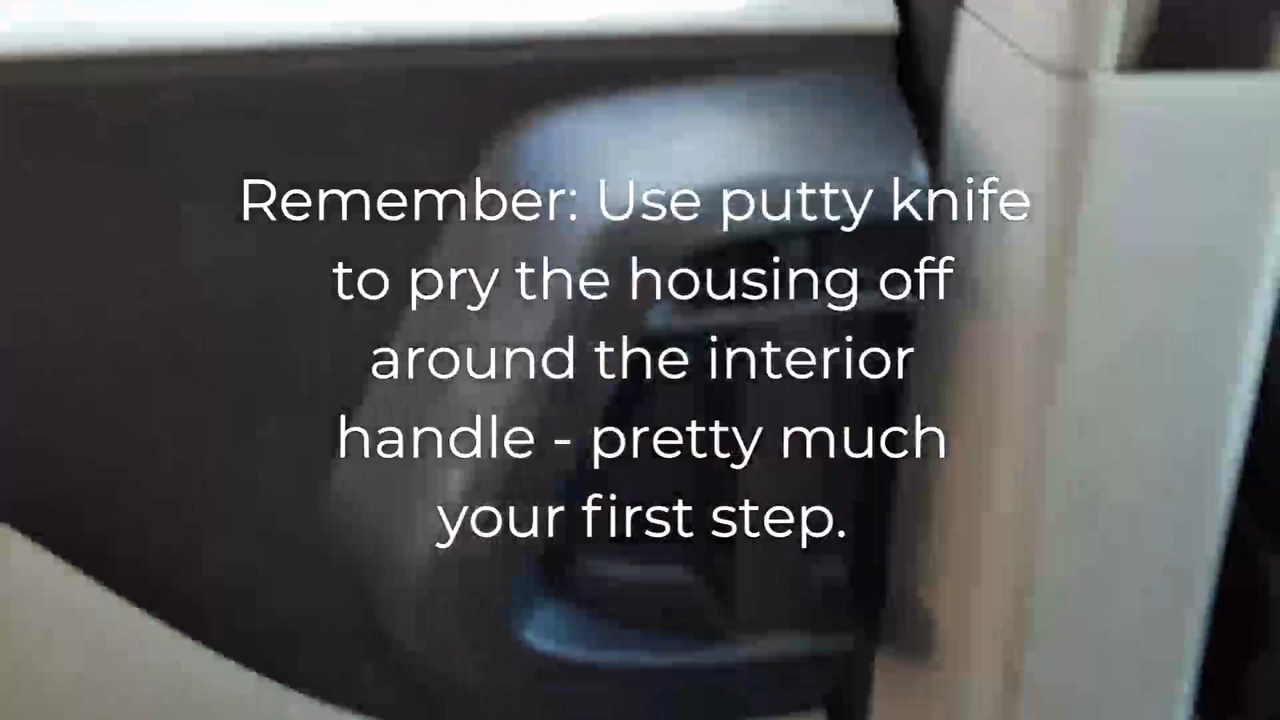 Remember: Use putty knife
to pry the housing off
around the interior
handle - pretty much
your first step.